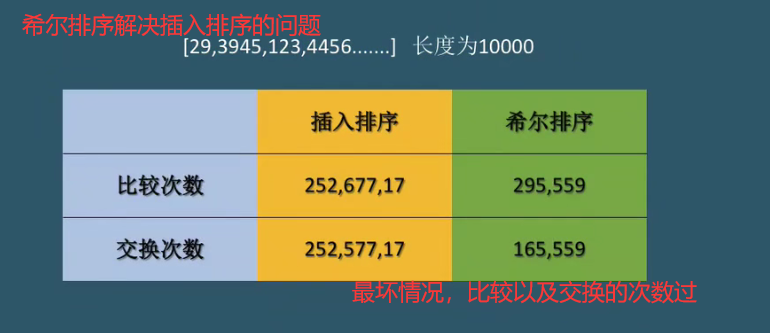 希尔排序解决插入排序的问题
[29,3945,123,4456.......] 长度为10000
插入排序 希尔排序
比较次数 252,677,17 295,559
交换次数 252,577,17 165,559
最坏情况，比较以及交换的次数过